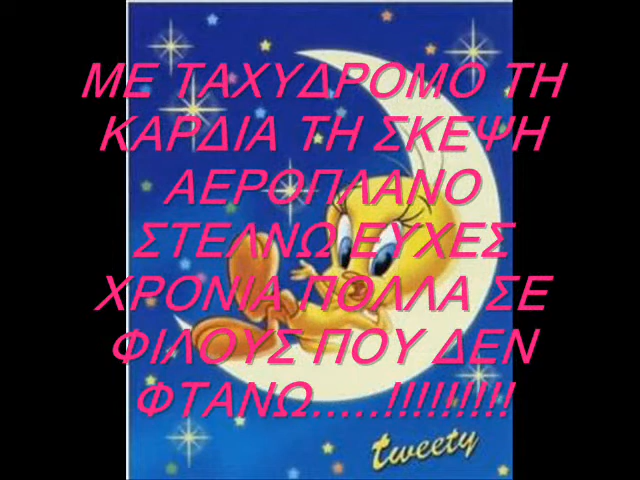 ΜΕ ΤΑΧΥΔΡΟΜΟ ΤΗ
ΚΑΡΔΙΑ ΤΗ ΣΚΕΨΗ
ΑΕΡΟΠΛΑΝΟ
ΣΤΕΛΝΩ ΕΥΧΕΣ
ΧΡΟΝΙΑ ΠΟΛΛΑ ΣΕ
ΦΙΛΟΥΣ ΠΟΥ ΔΕΝ
ΦΤΑΝΩ.....!!!!!!!!!
tweety